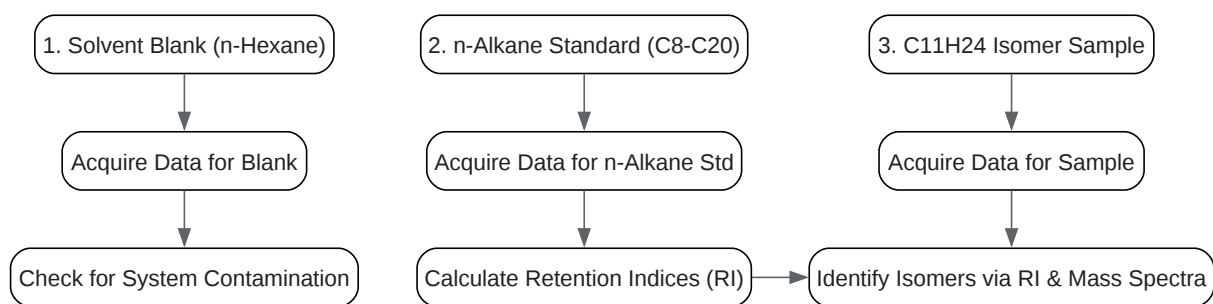 1. Solvent Blank (n-Hexane)
2. n-Alkane Standard (C8-C20)
3. C11H24 Isomer Sample
Acquire Data for Blank
Acquire Data for n-Alkane Std
Acquire Data for Sample
Check for System Contamination
Calculate Retention Indices (RI)
Identify Isomers via RI & Mass Spectra